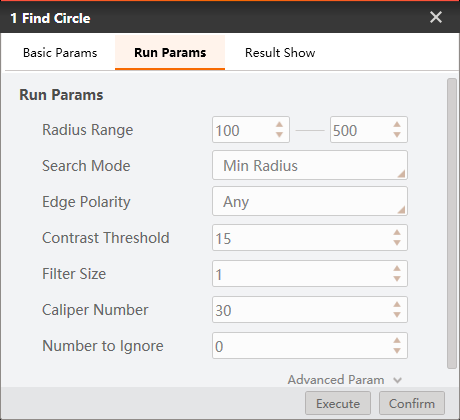 1 Find Circle
Basic Params Run Params Result Show
Run Params
Radius Range 100 500
Search Mode Min Radius
Edge Polarity Any
Contrast Threshold 15
Filter Size 1
Caliper Number 30
Number to Ignore 0
Advanced Param
Execute Confirm